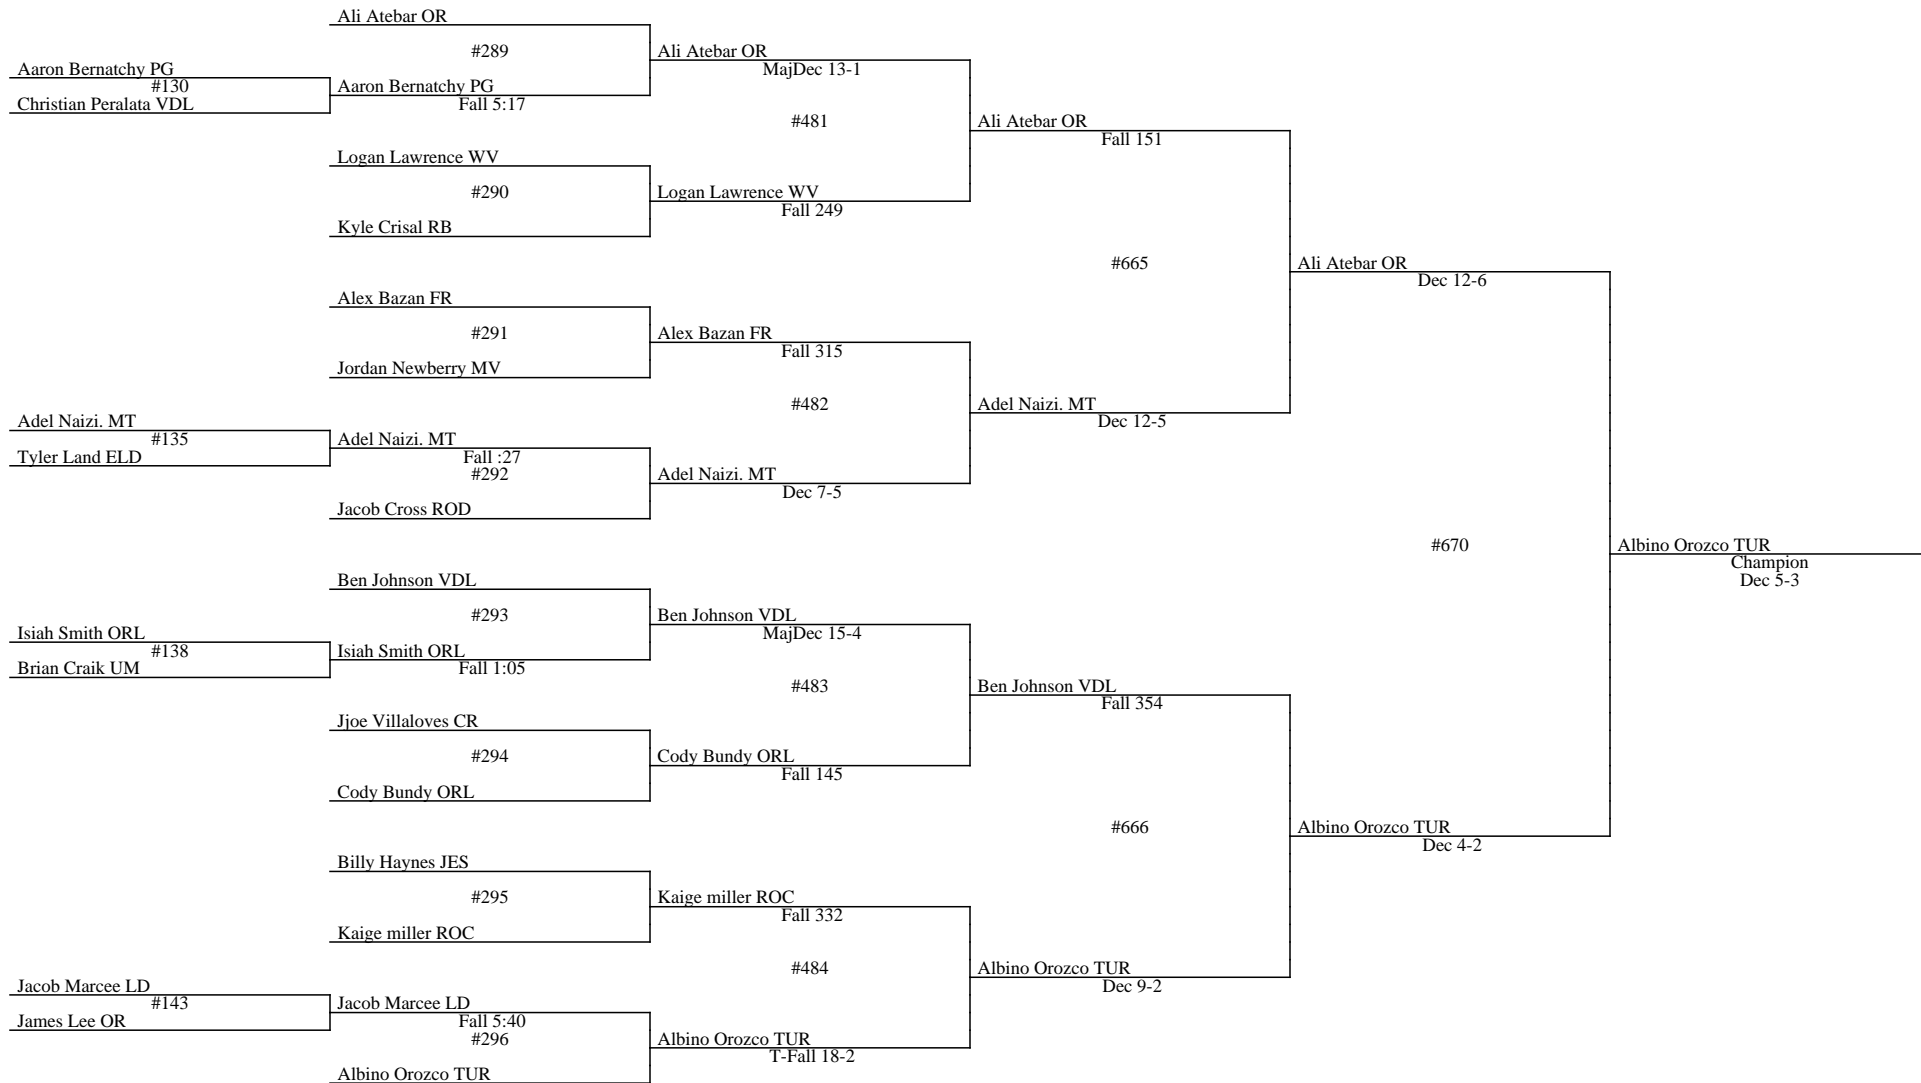 Ali Atebar OR
#289
Ali Atebar OR
Aaron Bernatchy PG
MajDec 13-1
#130
Aaron Bernatchy PG
Christian Peralata VDL
Fall 5:17
#481
Ali Atebar OR
Fall 151
Logan Lawrence WV
#290
Logan Lawrence WV
Fall 249
Kyle Crisal RB
#665
Ali Atebar OR
Dec 12-6
Alex Bazan FR
#291
Alex Bazan FR
Fall 315
Jordan Newberry MV
#482
Adel Naizi. MT
Dec 12-5
Adel Naizi. MT
#135
Adel Naizi. MT
Tyler Land ELD
Fall :27
#292
Adel Naizi. MT
Dec 7-5
Jacob Cross ROD
#670
Albino Orozco TUR
Champion
Dec 5-3
Ben Johnson VDL
#293
Ben Johnson VDL
Isiah Smith ORL
MajDec 15-4
#138
Isiah Smith ORL
Brian Craik UM
Fall 1:05
#483
Ben Johnson VDL
Fall 354
Jjoe Villaloves CR
#294
Cody Bundy ORL
Fall 145
Cody Bundy ORL
#666
Albino Orozco TUR
Dec 4-2
Billy Haynes JES
#295
Kaige miller ROC
Fall 332
Kaige miller ROC
#484
Albino Orozco TUR
Dec 9-2
Jacob Marcee LD
#143
Jacob Marcee LD
James Lee OR
Fall 5:40
#296
Albino Orozco TUR
T-Fall 18-2
Albino Orozco TUR